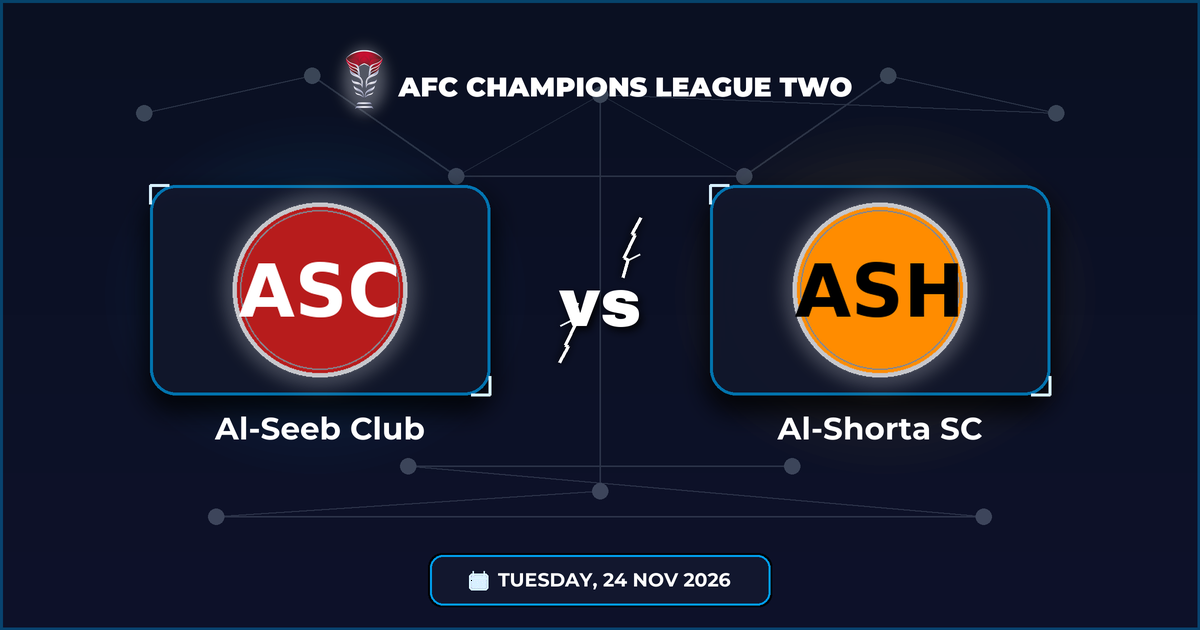 AFC CHAMPIONS LEAGUE TWO
ASC
VS
ASH
Al-Seeb Club
Al-Shorta SC
TUESDAY, 24 NOV 2026